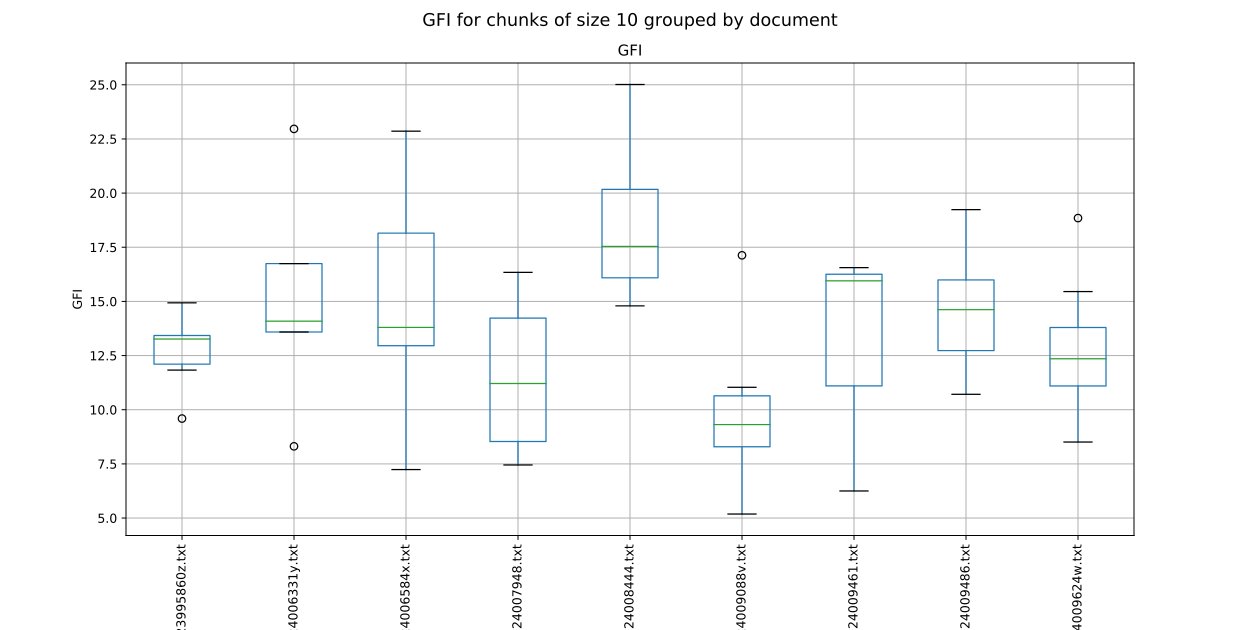 GFI for chunks of size 10 grouped by document
GFI
25.0
22.5
20.0
17.5
15.0
12.5
10.0
7.5
5.0
GFI
23995860z.txt
4006331y.txt
4006584x.txt
24007948.txt
24008444.txt
4009088v.txt
24009461.txt
24009486.txt
4009624w.txt